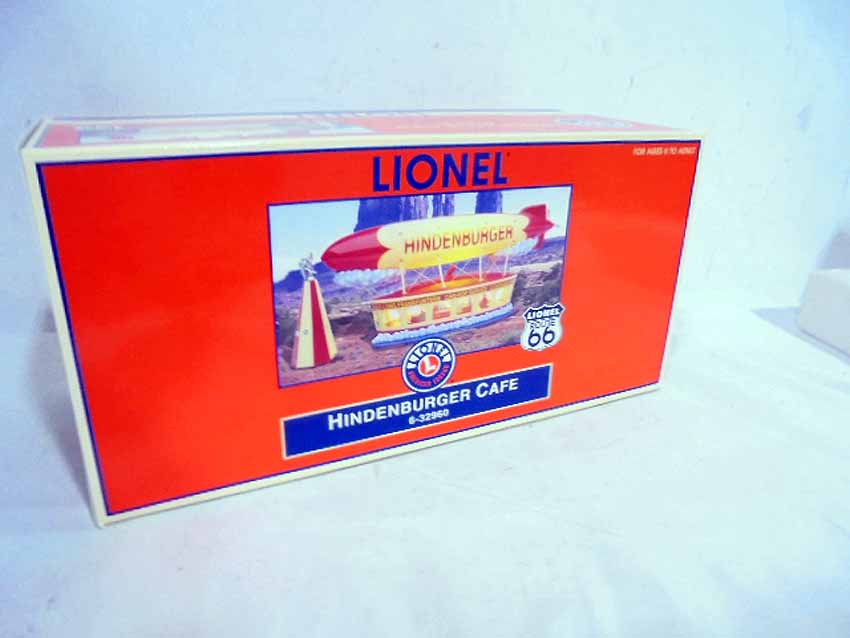 LIONEL
FOR AGES 8 TO ADULT
HINDENBURGER
LIONEL
ROUTE
66
LIONEL
L
HINDENBURGER CAFE
6-32960